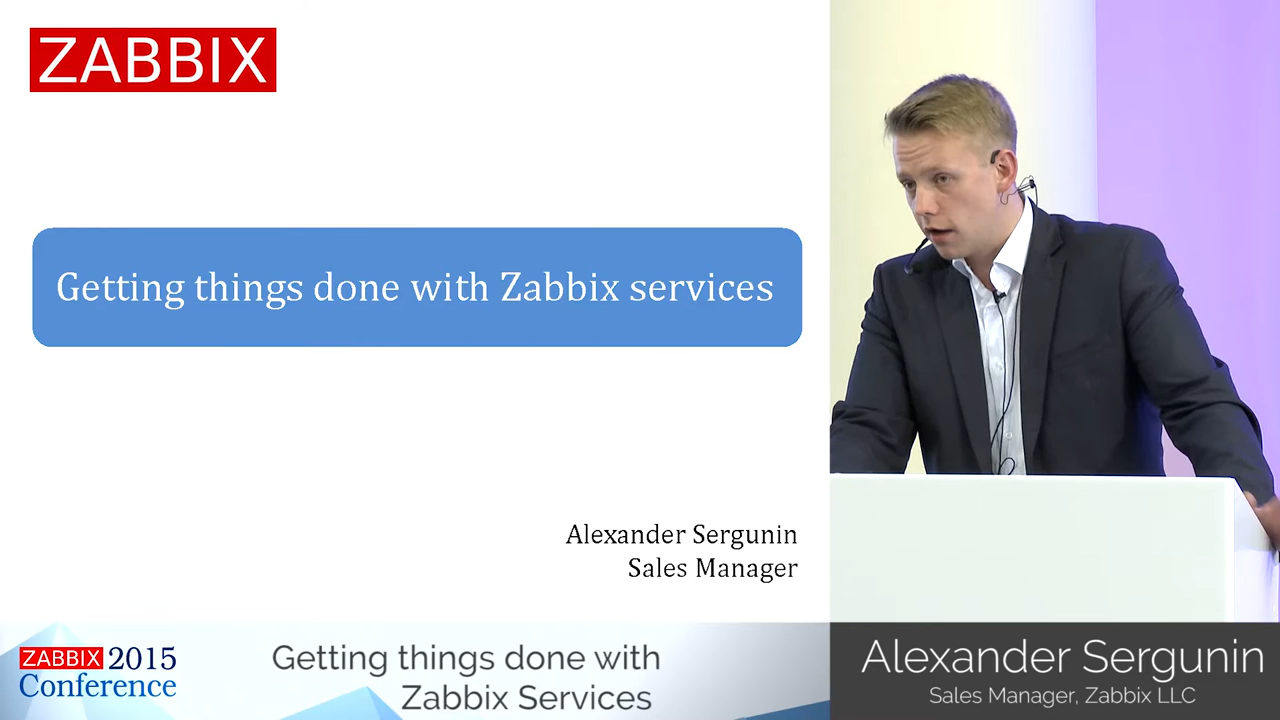 ZABBIX
Getting things done with Zabbix services
Alexander Sergunin
Sales Manager
ZABBIX 2015
Conference
Getting things done with
Zabbix Services
Alexander Sergunin
Sales Manager, Zabbix LLC